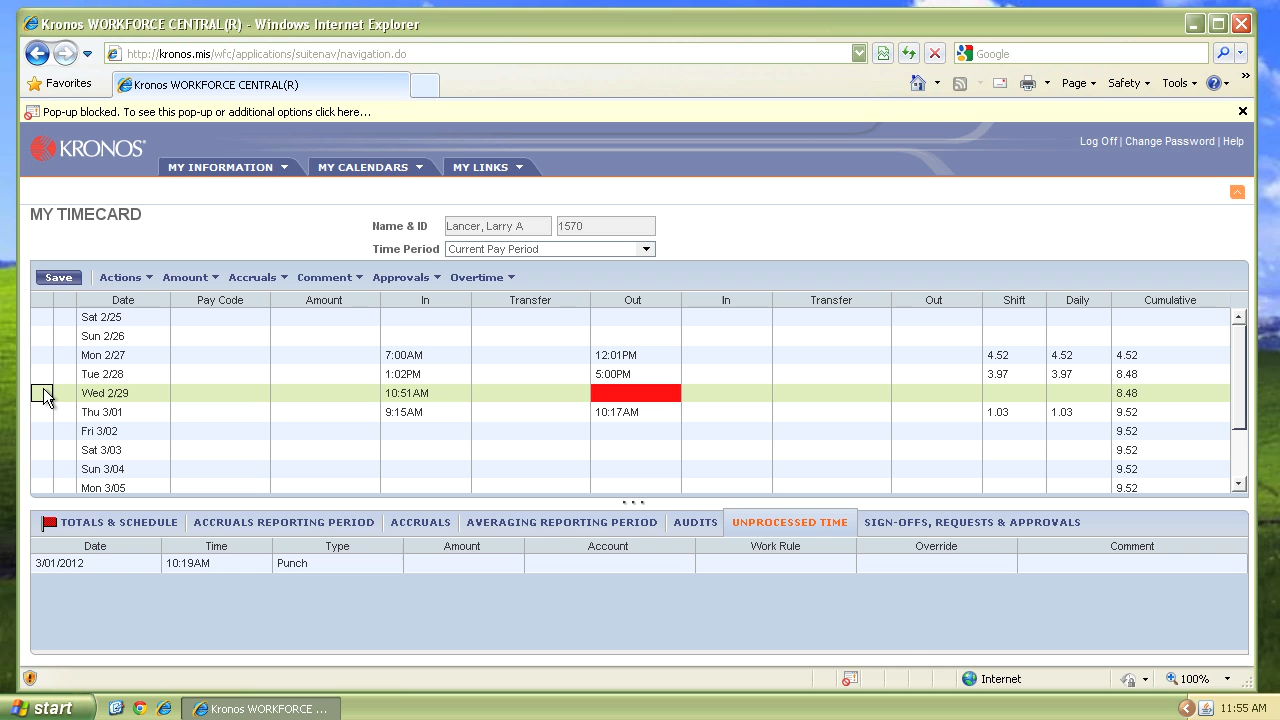 Kronos WORKFORCE CENTRAL(R) - Windows Internet Explorer
http://kronos.mis/wfc/applications/suitenav/navigation.do
Google
Favorites
Kronos WORKFORCE CENTRAL(R)
Page Safety Tools
Pop-up blocked. To see this pop-up or additional options click here...
KRONOS
Log Off | Change Password | Help
MY INFORMATION MY CALENDARS MY LINKS
MY TIMECARD
Name & ID Lancer, Larry A 1570
Time Period Current Pay Period
Save Actions Amount Accruals Comment Approvals Overtime
Date Pay Code Amount In Transfer Out In Transfer Out Shift Daily Cumulative
Sat 2/25
Sun 2/26
Mon 2/27 7:00AM 12:01PM 4.52 4.52 4.52
Tue 2/28 1:02PM 5:00PM 3.97 3.97 8.48
Wed 2/29 10:51AM 8.48
Thu 3/01 9:15AM 10:17AM 1.03 1.03 9.52
Fri 3/02 9.52
Sat 3/03 9.52
Sun 3/04 9.52
Mon 3/05 9.52
TOTALS & SCHEDULE ACCRUALS REPORTING PERIOD ACCRUALS AVERAGING REPORTING PERIOD AUDITS UNPROCESSED TIME SIGN-OFFS, REQUESTS & APPROVALS
Date Time Type Amount Account Work Rule Override Comment
3/01/2012 10:19AM Punch
Internet 100%
start Kronos WORKFORCE ... 11:55 AM